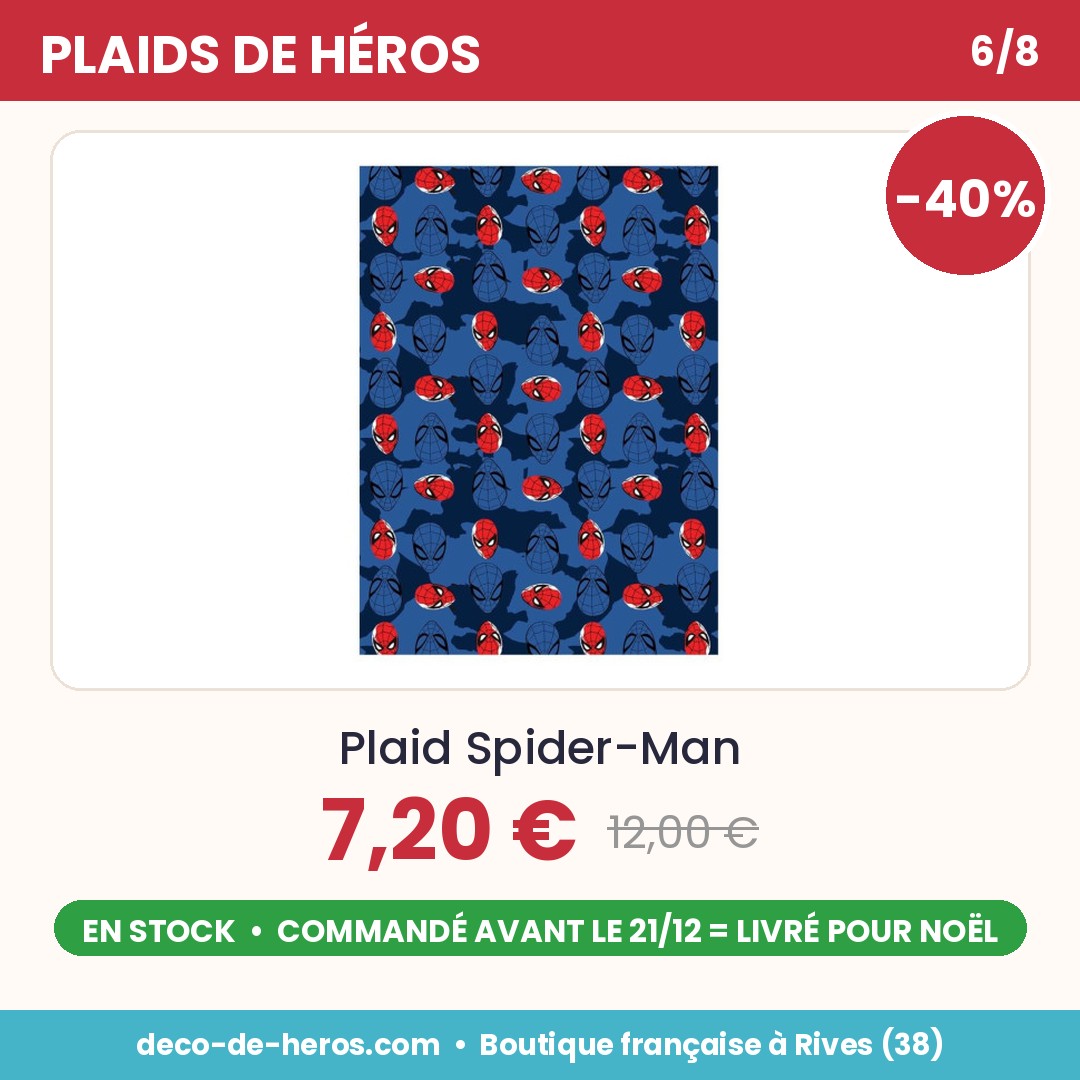 PLAIDS DE HÉROS
6/8
-40%
Plaid Spider-Man
7,20 € 12,00 €
EN STOCK • COMMANDÉ AVANT LE 21/12 = LIVRÉ POUR NOËL
deco-de-heros.com • Boutique française à Rives (38)